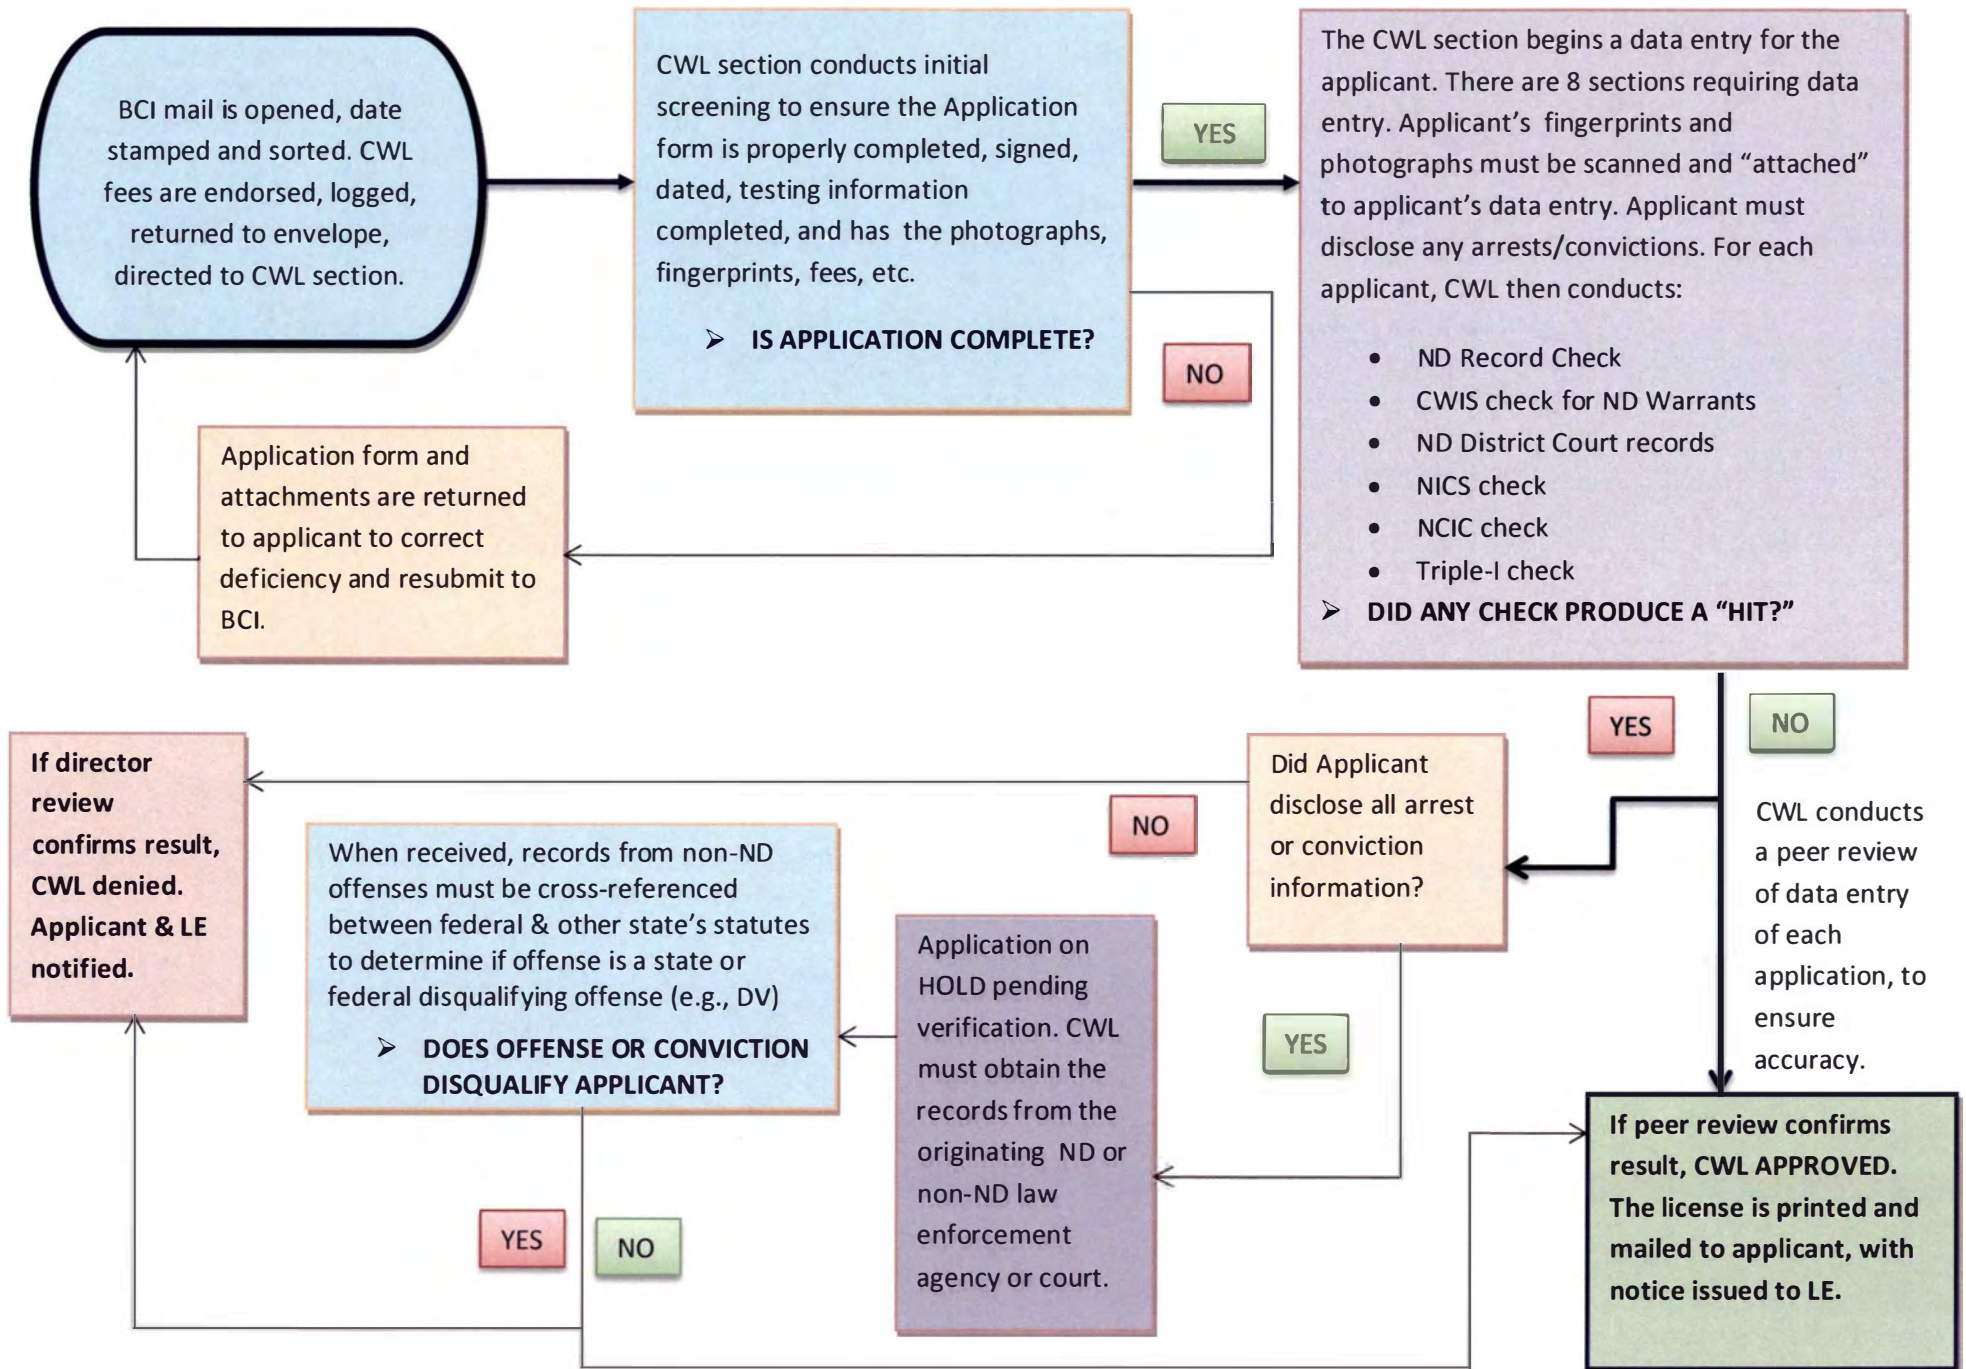 BCI mail is opened, date
stamped and sorted. CWL
fees are endorsed, logged,
returned to envelope,
directed to CWL section.
CWL section conducts initial
screening to ensure the Application
form is properly completed, signed,
dated, testing information
completed, and has the photographs,
fingerprints, fees, etc.
➢ IS APPLICATION COMPLETE?
YES
NO
The CWL section begins a data entry for the
applicant. There are 8 sections requiring data
entry. Applicant's fingerprints and
photographs must be scanned and “attached”
to applicant's data entry. Applicant must
disclose any arrests/convictions. For each
applicant, CWL then conducts:
• ND Record Check
• CWIS check for ND Warrants
• ND District Court records
• NICS check
• NCIC check
• Triple-I check
➢ DID ANY CHECK PRODUCE A “HIT?”
Application form and
attachments are returned
to applicant to correct
deficiency and resubmit to
BCI.
YES
NO
Did Applicant
disclose all arrest
or conviction
information?
NO
YES
CWL conducts
a peer review
of data entry
of each
application, to
ensure
accuracy.
If director
review
confirms result,
CWL denied.
Applicant & LE
notified.
When received, records from non-ND
offenses must be cross-referenced
between federal & other state's statutes
to determine if offense is a state or
federal disqualifying offense (e.g., DV)
➢ DOES OFFENSE OR CONVICTION
DISQUALIFY APPLICANT?
Application on
HOLD pending
verification. CWL
must obtain the
records from the
originating ND or
non-ND law
enforcement
agency or court.
YES
NO
If peer review confirms
result, CWL APPROVED.
The license is printed and
mailed to applicant, with
notice issued to LE.